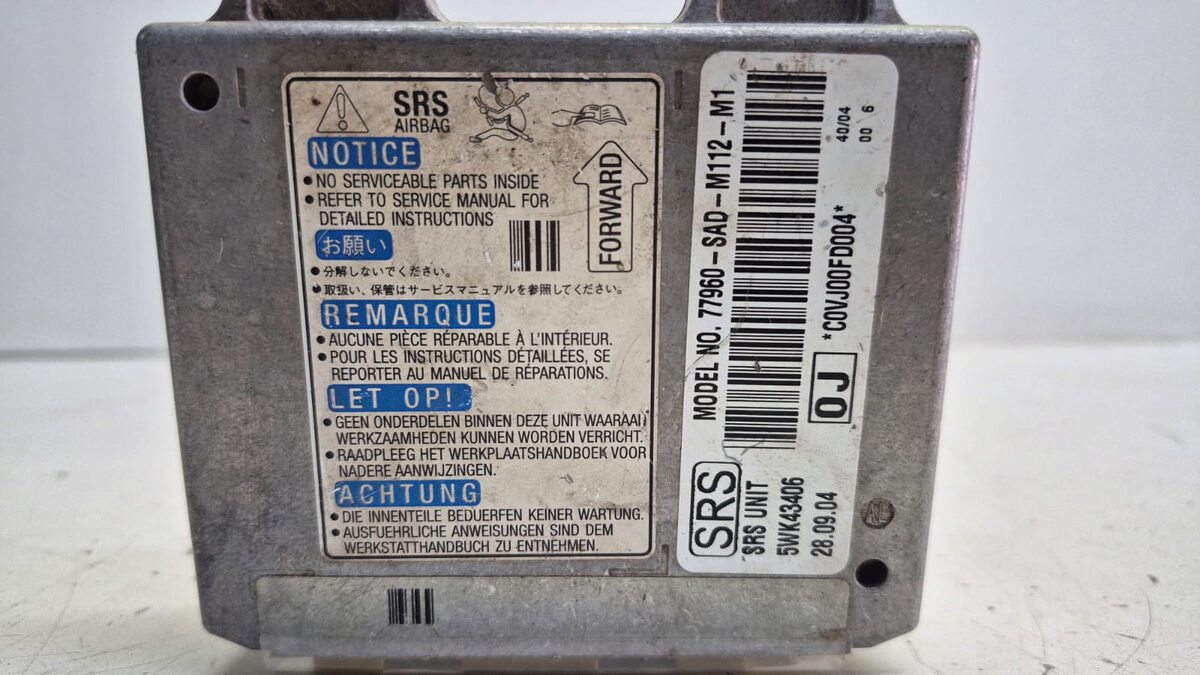 SRS
AIRBAG
NOTICE
• NO SERVICEABLE PARTS INSIDE
• REFER TO SERVICE MANUAL FOR
DETAILED INSTRUCTIONS
FORWARD
お願い
• 分解しないでください。
• 取扱い、保管はサービスマニュアルを参照してください。
REMARQUE
• AUCUNE PIÈCE RÉPARABLE À L'INTÉRIEUR.
• POUR LES INSTRUCTIONS DÉTAILLÉES, SE
REPORTER AU MANUEL DE RÉPARATIONS.
LET OP!
• GEEN ONDERDELEN BINNEN DEZE UNIT WAARAAN
WERKZAAMHEDEN KUNNEN WORDEN VERRICHT.
• RAADPLEEG HET WERKPLAATSHANDBOEK VOOR
NADERE AANWIJZINGEN.
ACHTUNG
• DIE INNENTEILE BEDUERFEN KEINER WARTUNG.
• AUSFUEHRLICHE ANWEISUNGEN SIND DEM
WERKSTATTHANDBUCH ZU ENTNEHMEN.
SRS
MODEL NO. 77960-SAD-M112-M1
SRS UNIT
5WK43406
28.09.04
0J
*C0VJ00FD004*
40/04
00 6
AL